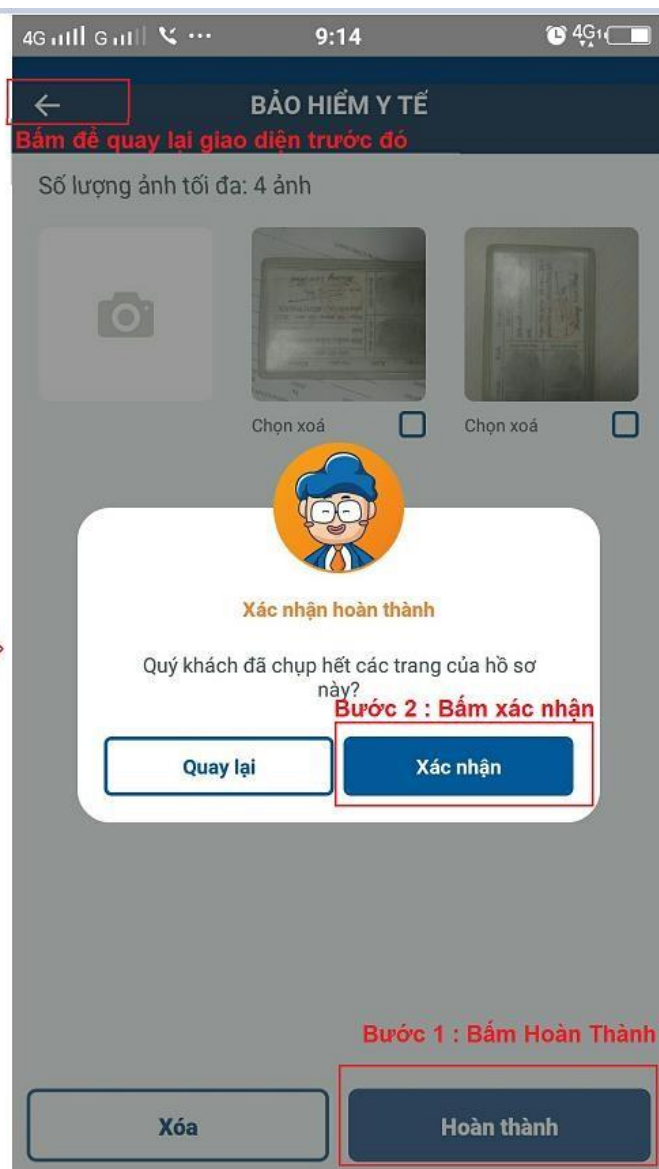 4G G ... 9:14 4G
BẢO HIỂM Y TẾ
Bấm để quay lại giao diện trước đó
Số lượng ảnh tối đa: 4 ảnh
Chọn xoá Chọn xoá
Xác nhận hoàn thành
Quý khách đã chụp hết các trang của hồ sơ
này?
Bước 2 : Bấm xác nhận
Quay lại Xác nhận
Bước 1 : Bấm Hoàn Thành
Xóa Hoàn thành